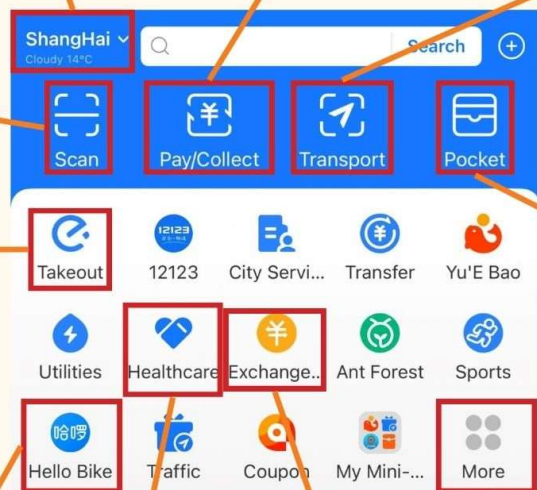 ShangHai
Cloudy 14°C
Search
Scan
Pay/Collect
Transport
Pocket
12123
Takeout
12123
City Servi...
Transfer
Yu'E Bao
Utilities
Healthcare
Exchange..
Ant Forest
Sports
哈啰
Hello Bike
Traffic
Coupon
My Mini-...
More